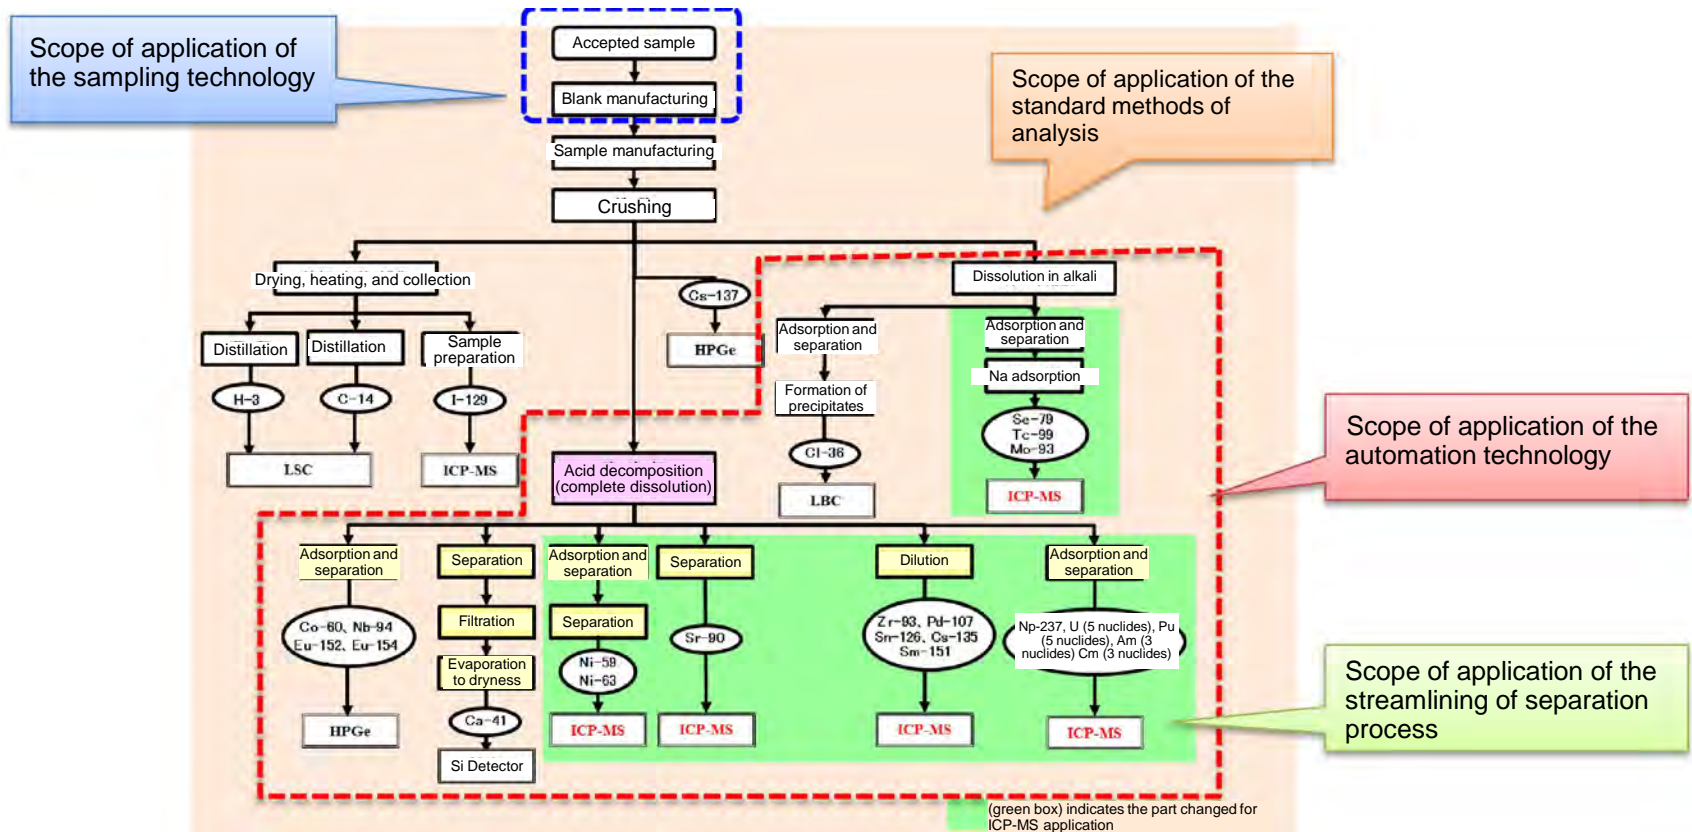 Scope of application of
the sampling technology
Accepted sample
Blank manufacturing
Scope of application of the
standard methods of
analysis
Sample manufacturing
Crushing
Drying, heating, and collection
Cs-137
HPGe
Dissolution in alkali
Distillation
Distillation
Sample
preparation
Adsorption and
separation
Adsorption and
separation
Na adsorption
H-3
C-14
I-129
Formation of
precipitates
Se-79
Tc-99
Mo-93
Cl-36
LSC
ICP-MS
LBC
ICP-MS
Scope of application of the
automation technology
Acid decomposition
(complete dissolution)
Adsorption and
separation
Separation
Adsorption and
separation
Separation
Dilution
Adsorption and
separation
Filtration
Separation
Co-60、Nb-94
Eu-152、Eu-154
Evaporation
to dryness
Ni-59
Ni-63
Sr-90
Zr-93、Pd-107
Sn-126、Cs-135
Sm-151
Np-237, U (5 nuclides), Pu
(5 nuclides), Am (3
nuclides) Cm (3 nuclides)
Ca-41
HPGe
Si Detector
ICP-MS
ICP-MS
ICP-MS
ICP-MS
Scope of application of the
streamlining of separation
process
(green box) indicates the part changed for
ICP-MS application